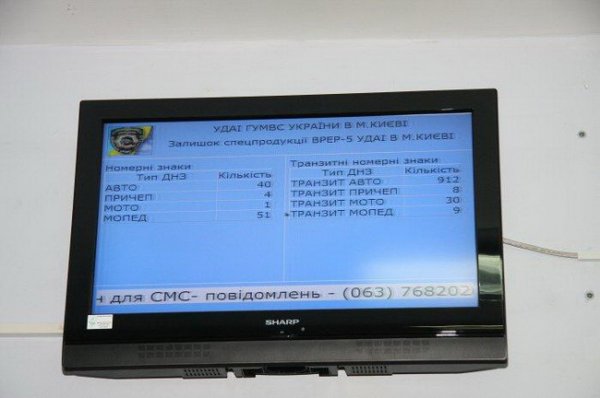 УДАІ ГУМВС УКРАЇНИ В М.КИЄВІ
Залишок спецпродукції ВРЕР-5 УДАІ В М.КИЄВІ
Номерні знаки
Тип ДНЗ Кількість
АВТО 40
ПРИЧЕП 4
МОТО 1
МОПЕД 51
Транзитні номерні знаки
Тип ДНЗ Кількість
ТРАНЗИТ АВТО 912
ТРАНЗИТ ПРИЧЕП 8
ТРАНЗИТ МОТО 30
ТРАНЗИТ МОПЕД 9
н для СМС- повідомлень - (063) 768202
SHARP